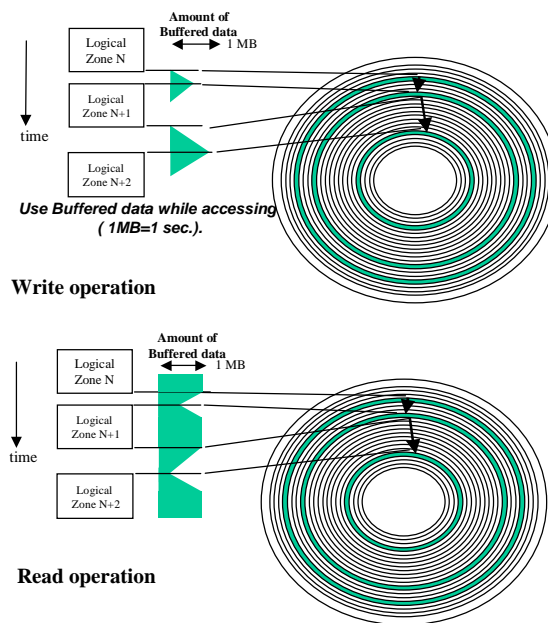 Amount of
Buffered data
1 MB
Logical
Zone N
Logical
Zone N+1
time
Logical
Zone N+2
Use Buffered data while accessing
( 1MB=1 sec.).
Write operation
Amount of
Buffered data
1 MB
Logical
Zone N
Logical
Zone N+1
time
Logical
Zone N+2
Read operation